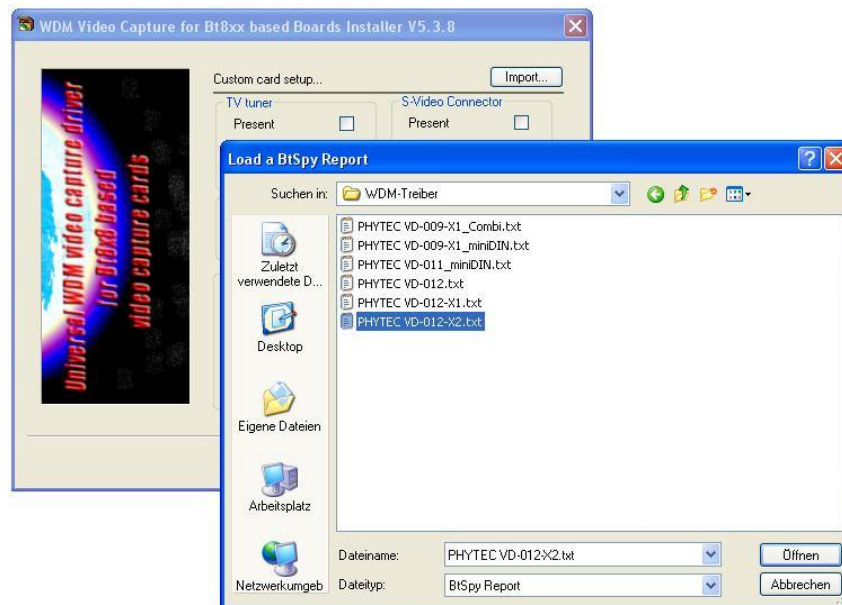 WDM Video Capture for Bt8xx based Boards Installer V5.3.8
Universal WDM video capture driver
for Bt8x8 based
video capture cards
Custom card setup...
Import...
TV tuner
S-Video Connector
Present
Present
Load a BtSpy Report
Suchen in:
WDM-Treiber
Zuletzt
verwendete D...
Desktop
Eigene Dateien
Arbeitsplatz
Netzwerkumgeb
PHYTEC VD-009-X1_Combi.txt
PHYTEC VD-009-X1_miniDIN.txt
PHYTEC VD-011_miniDIN.txt
PHYTEC VD-012.txt
PHYTEC VD-012-X1.txt
PHYTEC VD-012-X2.txt
Dateiname:
PHYTEC VD-012-X2.txt
Öffnen
Dateityp:
BtSpy Report
Abbrechen